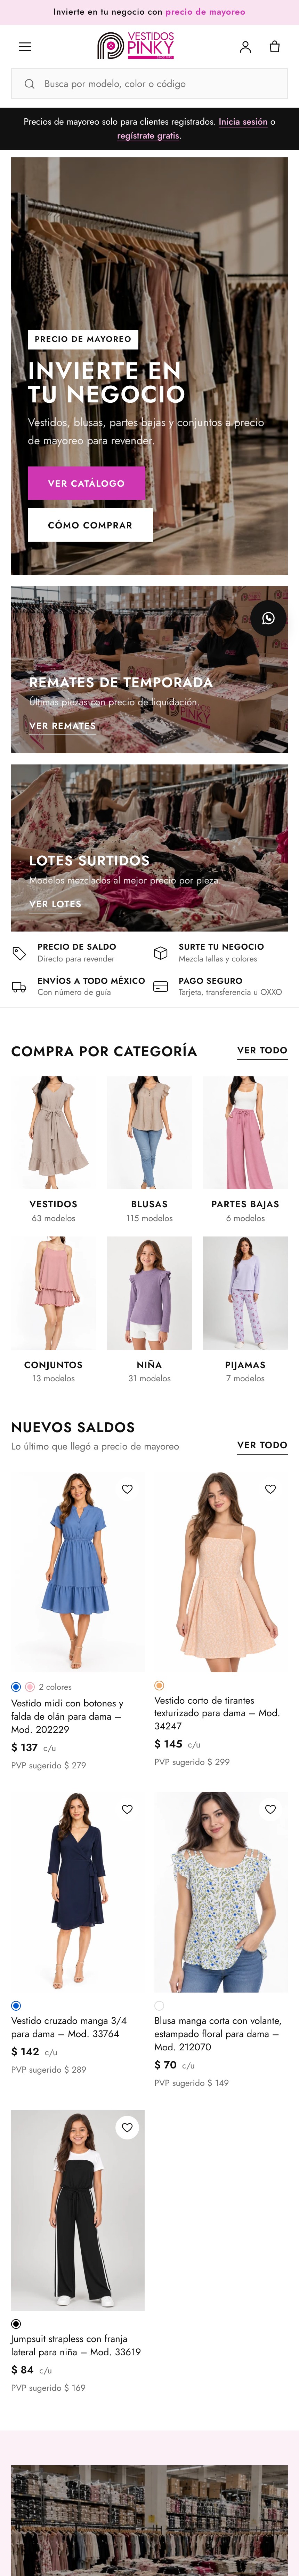 Invierte en tu negocio con precio de mayoreo
VESTIDOS
PINKY
Busca por modelo, color o código
Precios de mayoreo solo para clientes registrados. Inicia sesión o
regístrate gratis.
PRECIO DE MAYOREO
INVIERTE EN
TU NEGOCIO
Vestidos, blusas, partes bajas y conjuntos a precio
de mayoreo para revender.
VER CATÁLOGO
CÓMO COMPRAR
REMATES DE TEMPORADA
Últimas piezas con precio de liquidación.
VER REMATES
LOTES SURTIDOS
Modelos mezclados al mejor precio por pieza.
VER LOTES
PRECIO DE SALDO
Directo para revender
SURTE TU NEGOCIO
Mezcla tallas y colores
ENVÍOS A TODO MÉXICO
Con número de guía
PAGO SEGURO
Tarjeta, transferencia u OXXO
COMPRA POR CATEGORÍA
VER TODO
VESTIDOS
63 modelos
BLUSAS
115 modelos
PARTES BAJAS
6 modelos
CONJUNTOS
13 modelos
NIÑA
31 modelos
PIJAMAS
7 modelos
NUEVOS SALDOS
Lo último que llegó a precio de mayoreo
VER TODO
2 colores
Vestido midi con botones y
falda de olán para dama –
Mod. 202229
$ 137 c/u
PVP sugerido $ 279
Vestido corto de tirantes
texturizado para dama – Mod.
34247
$ 145 c/u
PVP sugerido $ 299
Vestido cruzado manga 3/4
para dama – Mod. 33764
$ 142 c/u
PVP sugerido $ 289
Blusa manga corta con volante,
estampado floral para dama –
Mod. 212070
$ 70 c/u
PVP sugerido $ 149
Jumpsuit strapless con franja
lateral para niña – Mod. 33619
$ 84 c/u
PVP sugerido $ 169